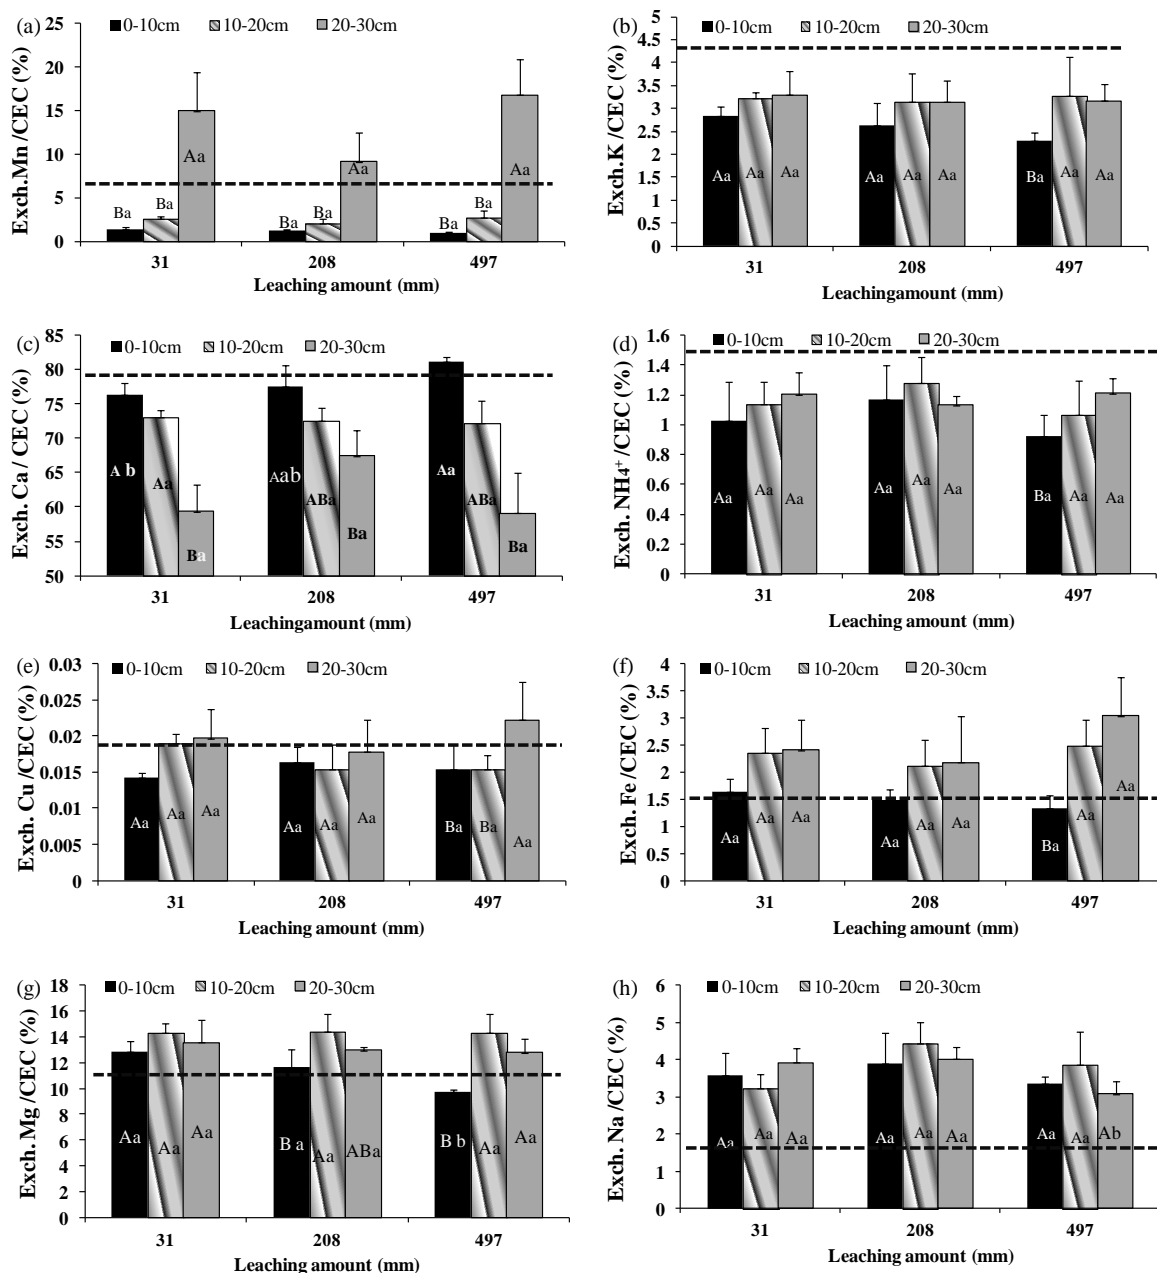 (a)
0-10cm 10-20cm 20-30cm
Exch.Mn /CEC (%)
25
20
15
10
5
0
Ba Ba Aa
Ba Ba Aa
Ba Ba Aa
31 208 497
Leaching amount (mm)
(b)
0-10cm 10-20cm 20-30cm
Exch.K /CEC (%)
5
4.5
4
3.5
3
2.5
2
1.5
1
0.5
0
Aa Aa Aa
Aa Aa Aa
Ba Aa Aa
31 208 497
Leachingamount (mm)
(c)
0-10cm 10-20cm 20-30cm
Exch. Ca / CEC (%)
85
80
75
70
65
60
55
50
A b Aa Ba
Aab ABa Ba
Aa ABa Ba
31 208 497
Leachingamount (mm)
(d)
0-10cm 10-20cm 20-30cm
Exch. NH4+ /CEC (%)
1.6
1.4
1.2
1
0.8
0.6
0.4
0.2
0
Aa Aa Aa
Aa Aa Aa
Ba Aa Aa
31 208 497
Leaching amount (mm)
(e)
0-10cm 10-20cm 20-30cm
Exch. Cu /CEC (%)
0.03
0.025
0.02
0.015
0.01
0.005
0
Aa Aa Aa
Aa Aa Aa
Ba Ba Aa
31 208 497
Leaching amount (mm)
(f)
0-10cm 10-20cm 20-30cm
Exch. Fe /CEC (%)
4
3.5
3
2.5
2
1.5
1
0.5
0
Aa Aa Aa
Aa Aa Aa
Ba Aa Aa
31 208 497
Leaching amount (mm)
(g)
0-10cm 10-20cm 20-30cm
Exch. Mg /CEC (%)
18
16
14
12
10
8
6
4
2
0
Aa Aa Aa
B a Aa ABa
B b Aa Aa
31 208 497
Leaching amount (mm)
(h)
0-10cm 10-20cm 20-30cm
Exch. Na /CEC (%)
6
5
4
3
2
1
0
Aa Aa Aa
Aa Aa Aa
Aa Aa Ab
31 208 497
Leaching amount (mm)